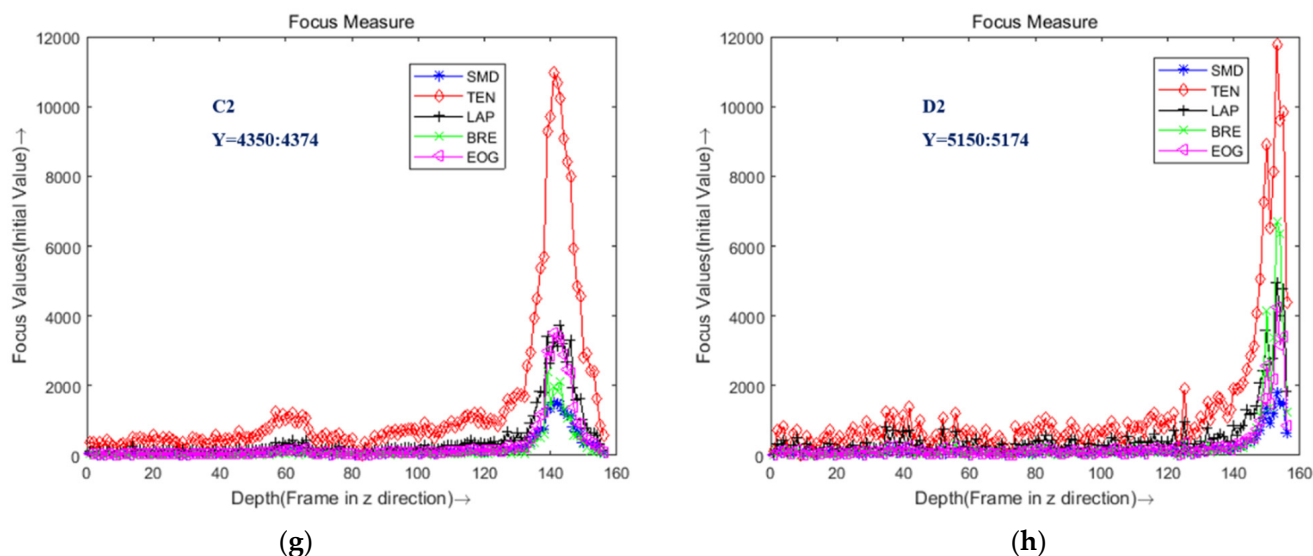 Focus Measure
12000
10000
8000
6000
4000
2000
0
Focus Values(Initial Value)→
C2
Y=4350:4374
SMD
TEN
LAP
BRE
EOG
0 20 40 60 80 100 120 140 160
Depth(Frame in z direction)→
(g)
Focus Measure
12000
10000
8000
6000
4000
2000
0
Focus Values(Initial Value)→
D2
Y=5150:5174
SMD
TEN
LAP
BRE
EOG
0 20 40 60 80 100 120 140 160
Depth(Frame in z direction)→
(h)